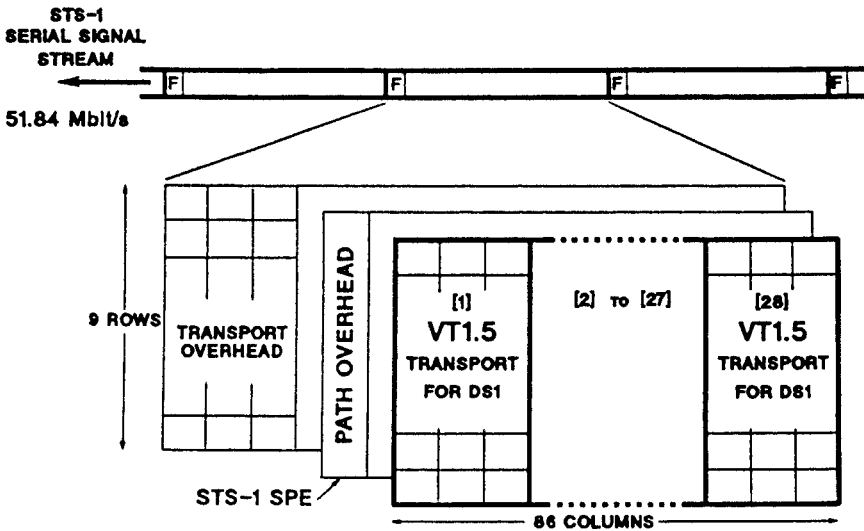 STS-1
SERIAL SIGNAL
STREAM
F
F
F
F
51.84 Mbit/s
9 ROWS
TRANSPORT
OVERHEAD
PATH OVERHEAD
[1]
VT1.5
TRANSPORT
FOR DS1
[2] TO [27]
[28]
VT1.5
TRANSPORT
FOR DS1
STS-1 SPE
86 COLUMNS